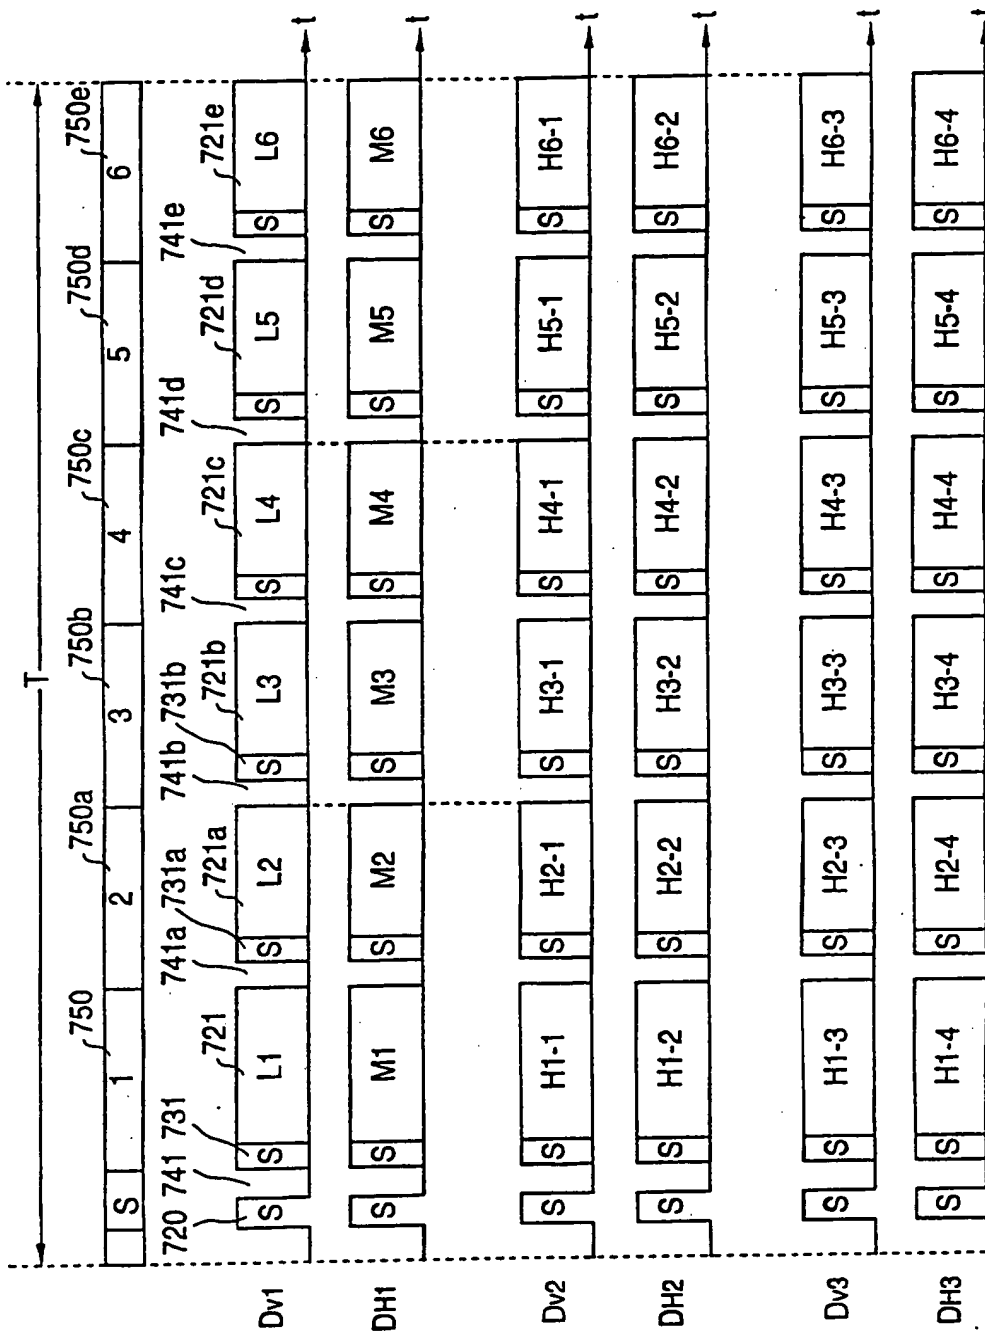 T
750 750a 750b 750c 750d 750e
S 1 2 3 4 5 6
720 741 731 721 741a 731a 721a 741b 731b 721b 741c 721c 741d 721d 741e 721e
Dv1 S S L1 S L2 S L3 S L4 S L5 S L6 t
DH1 S S M1 S M2 S M3 S M4 S M5 S M6 t
Dv2 S S H1-1 S H2-1 S H3-1 S H4-1 S H5-1 S H6-1 t
DH2 S S H1-2 S H2-2 S H3-2 S H4-2 S H5-2 S H6-2 t
Dv3 S S H1-3 S H2-3 S H3-3 S H4-3 S H5-3 S H6-3 t
DH3 S S H1-4 S H2-4 S H3-4 S H4-4 S H5-4 S H6-4 t